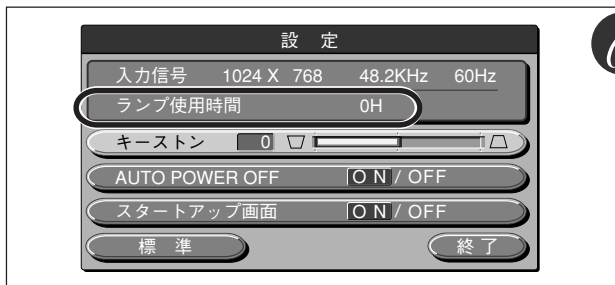 設 定
入力信号 1024 X 768 48.2KHz 60Hz
ランプ使用時間 0H
キーストン 0
AUTO POWER OFF O N / OFF
スタートアップ画面 O N / OFF
標 準 終 了